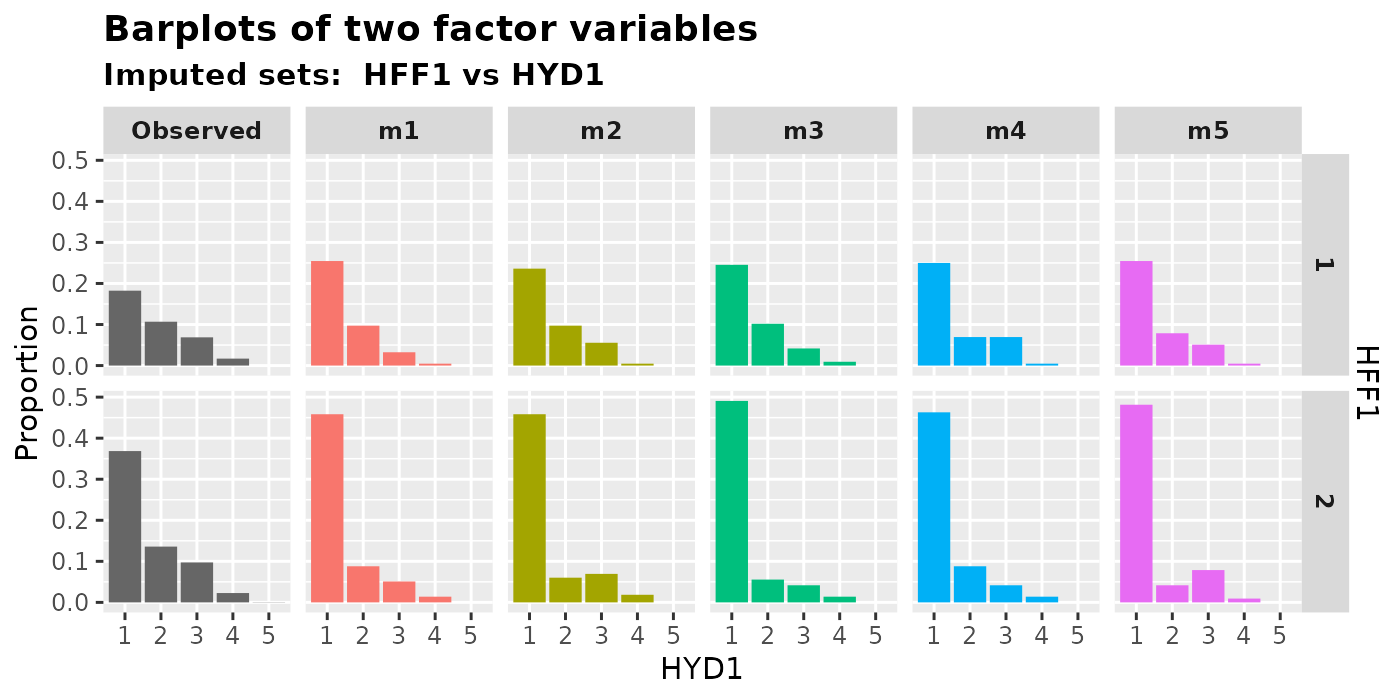 Barplots of two factor variables
Imputed sets:  HFF1 vs HYD1
Observed m1 m2 m3 m4 m5
0.5
0.4
0.3
0.2
0.1
0.0
1
0.5
0.4
0.3
0.2
0.1
0.0
2
Proportion
HFF1
1 2 3 4 5 1 2 3 4 5 1 2 3 4 5 1 2 3 4 5 1 2 3 4 5 1 2 3 4 5
HYD1